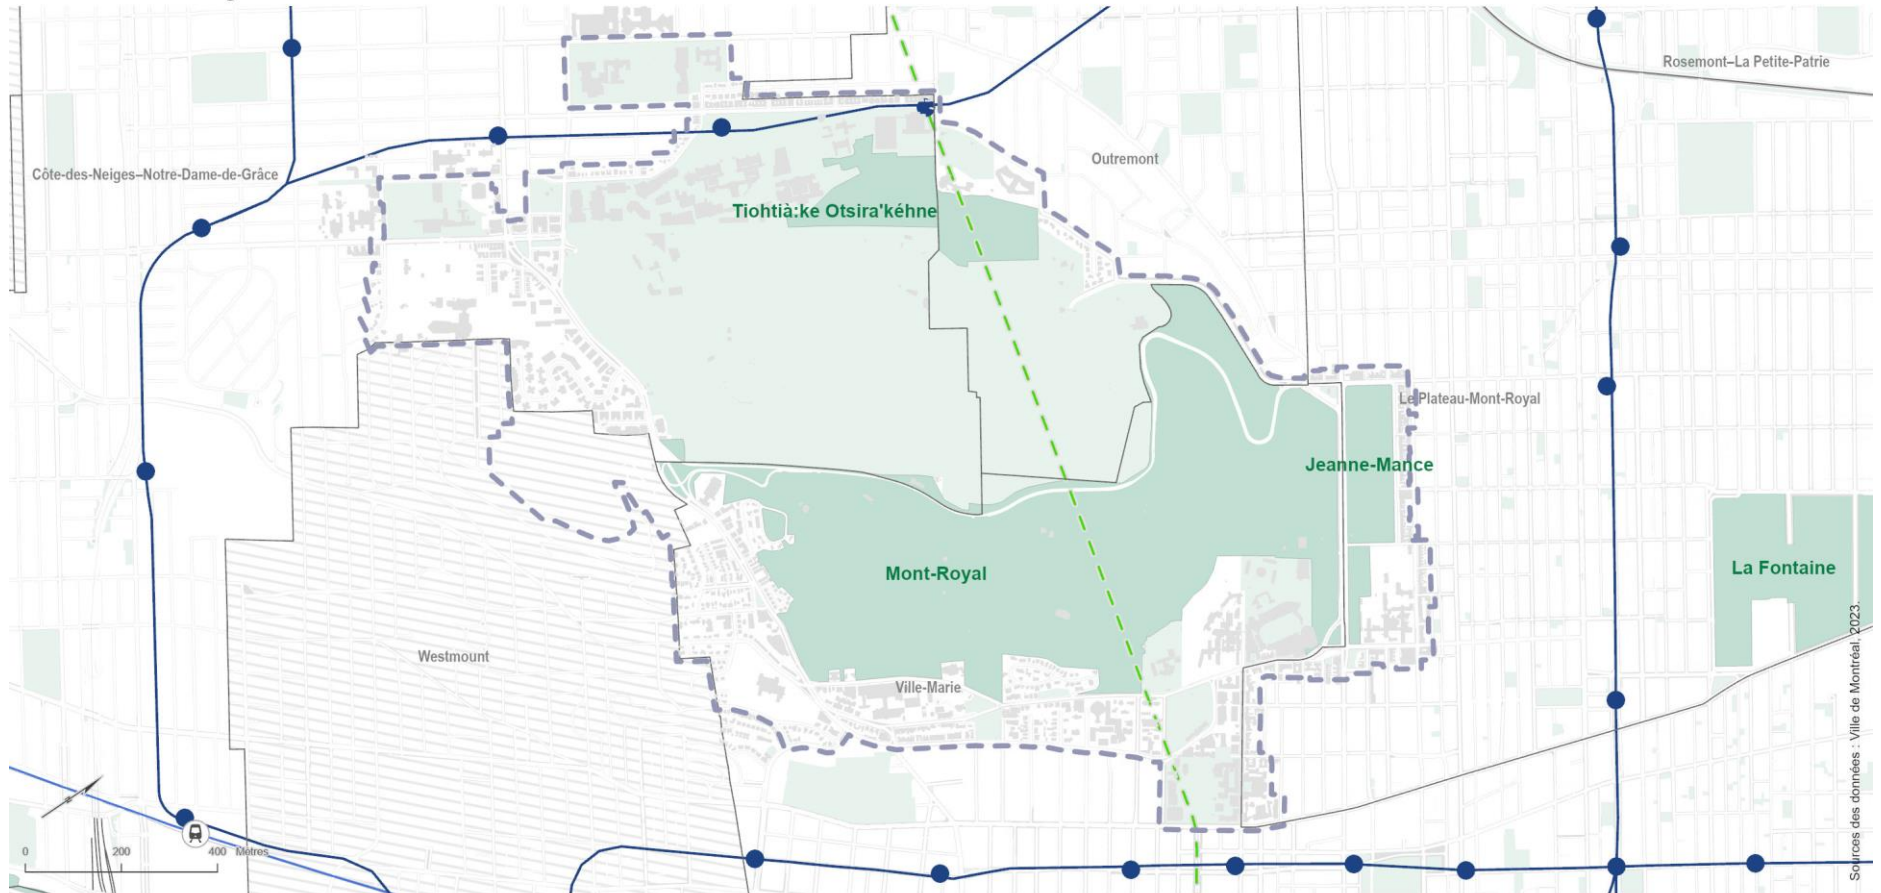 Rosemont–La Petite-Patrie
Outremont
Côte-des-Neiges–Notre-Dame-de-Grâce
Tiohtià:ke Otsira'kéhne
Le Plateau-Mont-Royal
Jeanne-Mance
Mont-Royal
La Fontaine
Westmount
Ville-Marie
0 200 400 Mètres
Sources des données : Ville de Montréal, 2023.